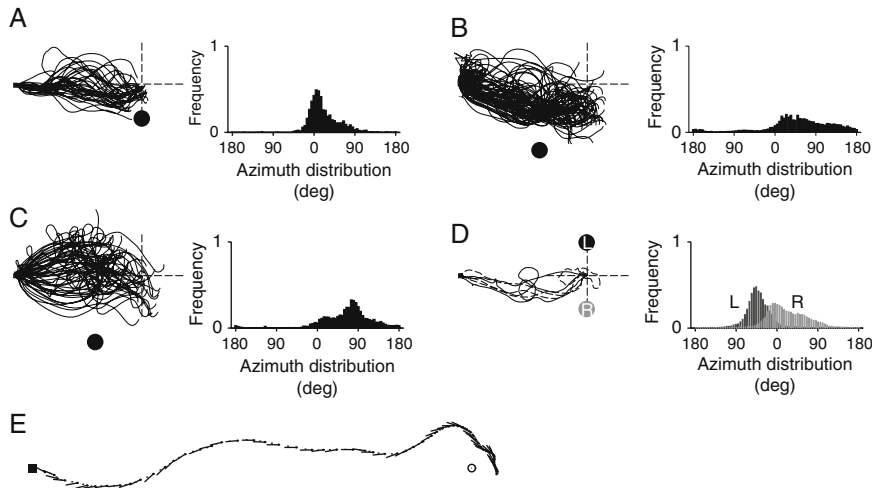 A
1
Frequency
0
180 90 0 90 180
Azimuth distribution
(deg)
B
1
Frequency
0
180 90 0 90 180
Azimuth distribution
(deg)
C
1
Frequency
0
180 90 0 90 180
Azimuth distribution
(deg)
D
L
R
1
Frequency
L R
0
180 90 0 90 180
Azimuth distribution
(deg)
E